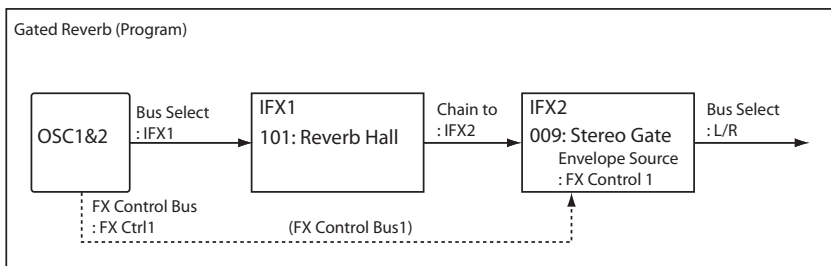 Gated Reverb (Program)
OSC1&2
Bus Select
: IFX1
IFX1
101: Reverb Hall
Chain to
: IFX2
IFX2
009: Stereo Gate
Envelope Source
: FX Control 1
Bus Select
: L/R
FX Control Bus
: FX Ctrl1
(FX Control Bus1)